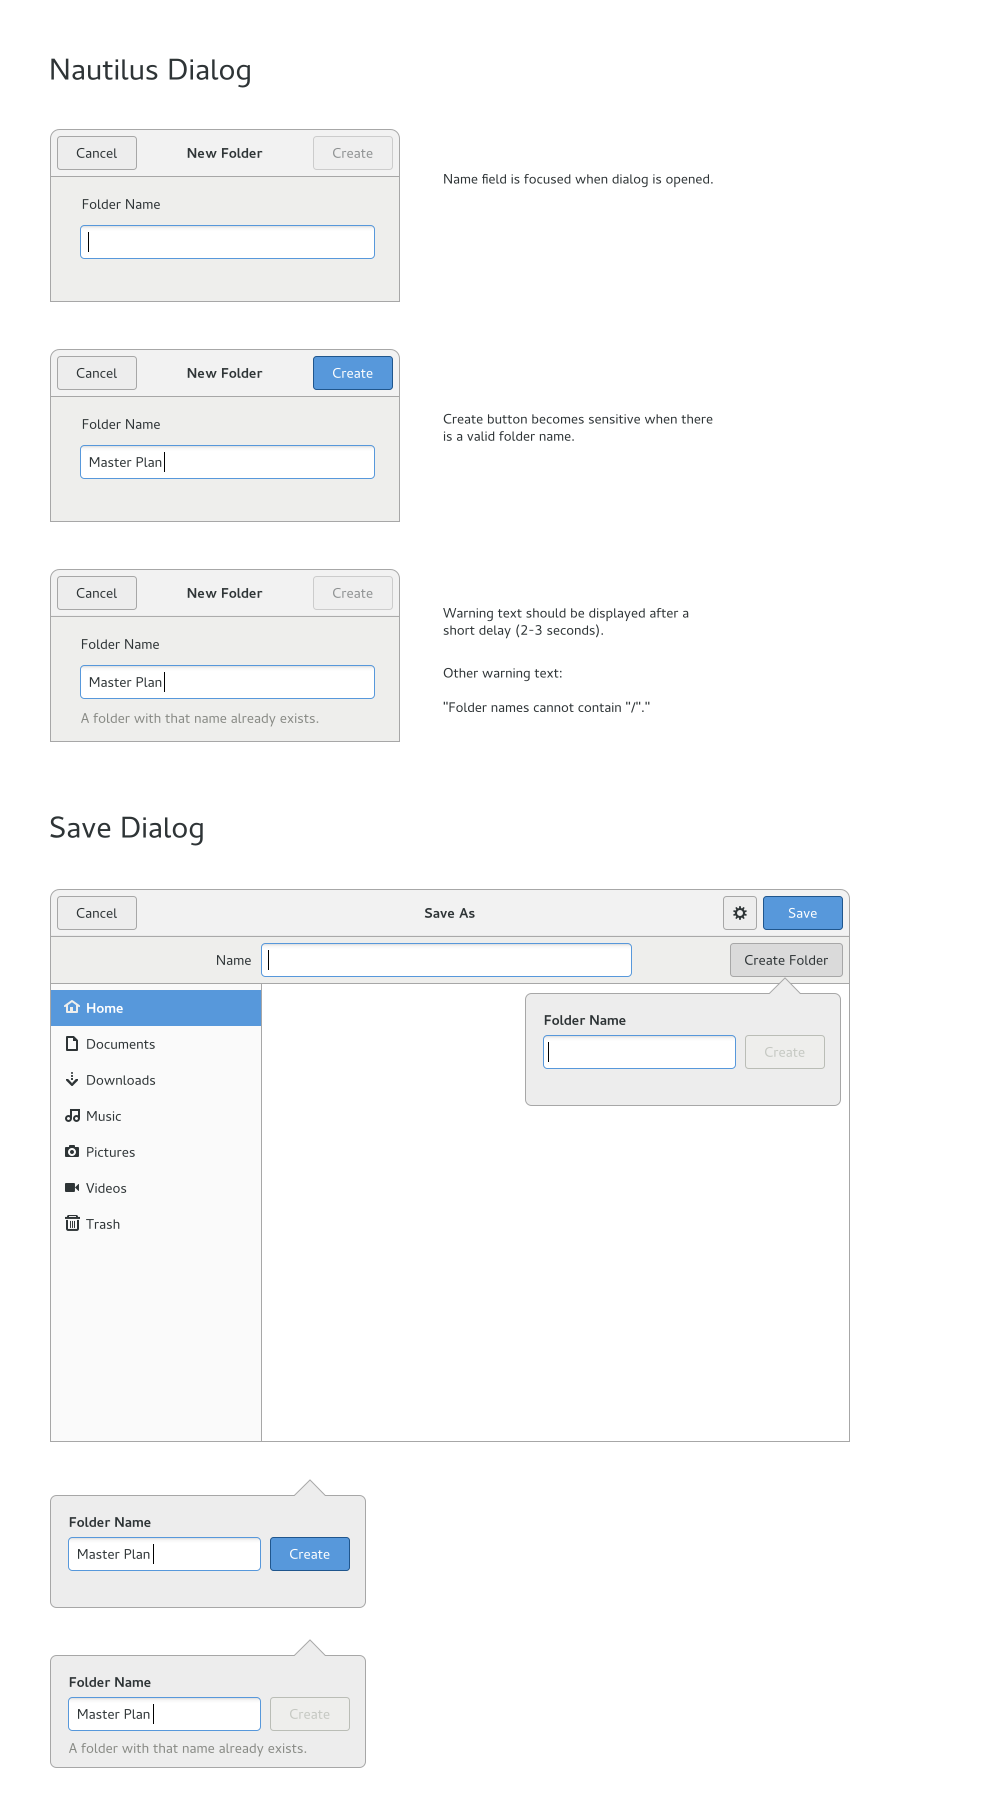 Nautilus Dialog
Cancel New Folder Create
Name field is focused when dialog is opened.
Folder Name
Cancel New Folder Create
Folder Name
Create button becomes sensitive when there
is a valid folder name.
Master Plan
Cancel New Folder Create
Warning text should be displayed after a
short delay (2-3 seconds).
Folder Name
Other warning text:
Master Plan
"Folder names cannot contain "/"."
A folder with that name already exists.
Save Dialog
Cancel Save As Save
Name Create Folder
Home
Folder Name
Documents
Create
Downloads
Music
Pictures
Videos
Trash
Folder Name
Master Plan Create
Folder Name
Master Plan Create
A folder with that name already exists.